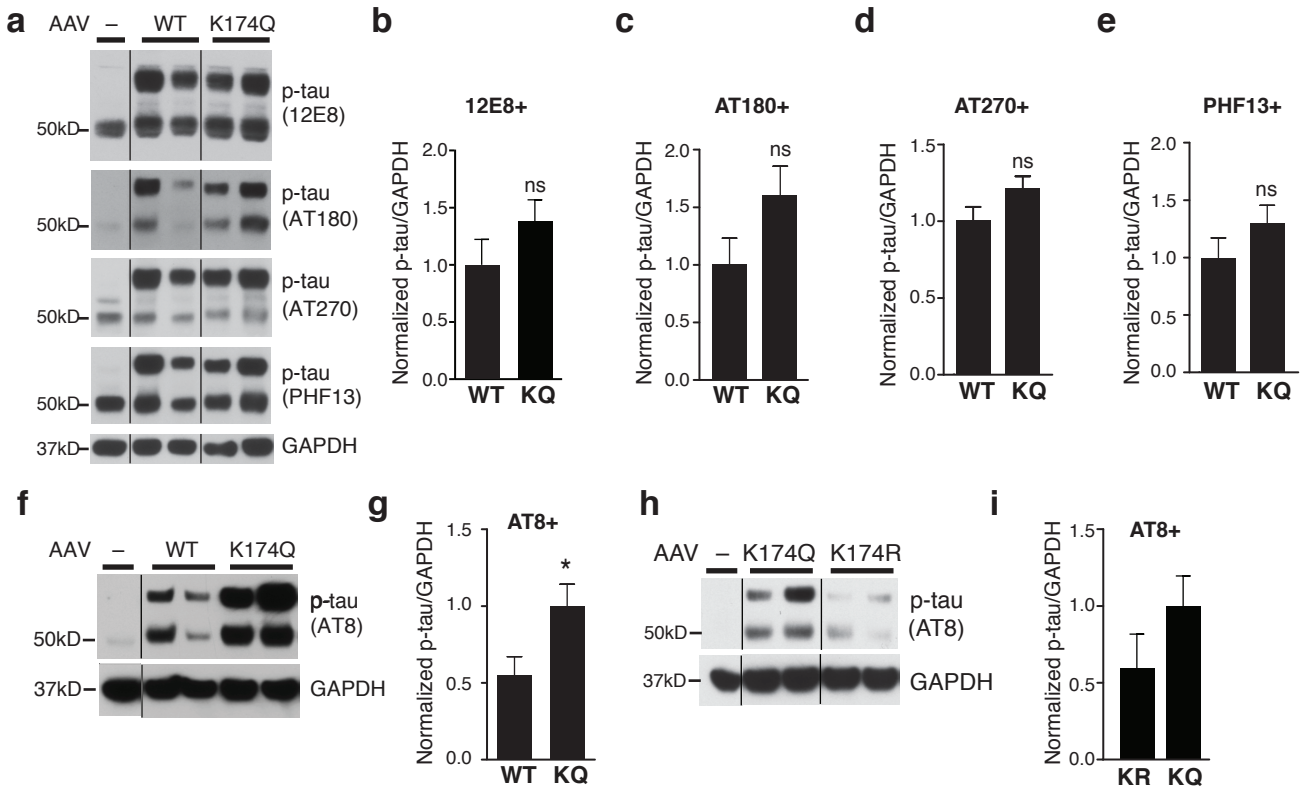 a
AAV – WT K174Q
p-tau
(12E8)
50kD
p-tau
(AT180)
50kD
p-tau
(AT270)
50kD
p-tau
(PHF13)
50kD
37kD GAPDH
b
12E8+
Normalized p-tau/GAPDH
2.0
1.5
1.0
0.5
0.0
ns
WT KQ
c
AT180+
Normalized p-tau/GAPDH
2.0
1.5
1.0
0.5
0.0
ns
WT KQ
d
AT270+
Normalized p-tau/GAPDH
1.5
1.0
0.5
0.0
ns
WT KQ
e
PHF13+
Normalized p-tau/GAPDH
2.0
1.5
1.0
0.5
0.0
ns
WT KQ
f
AAV – WT K174Q
p-tau
(AT8)
50kD
37kD GAPDH
g
AT8+
Normalized p-tau/GAPDH
1.5
1.0
0.5
0.0
*
WT KQ
h
AAV – K174Q K174R
p-tau
(AT8)
50kD
37kD GAPDH
i
AT8+
Normalized p-tau/GAPDH
1.5
1.0
0.5
0.0
KR KQ